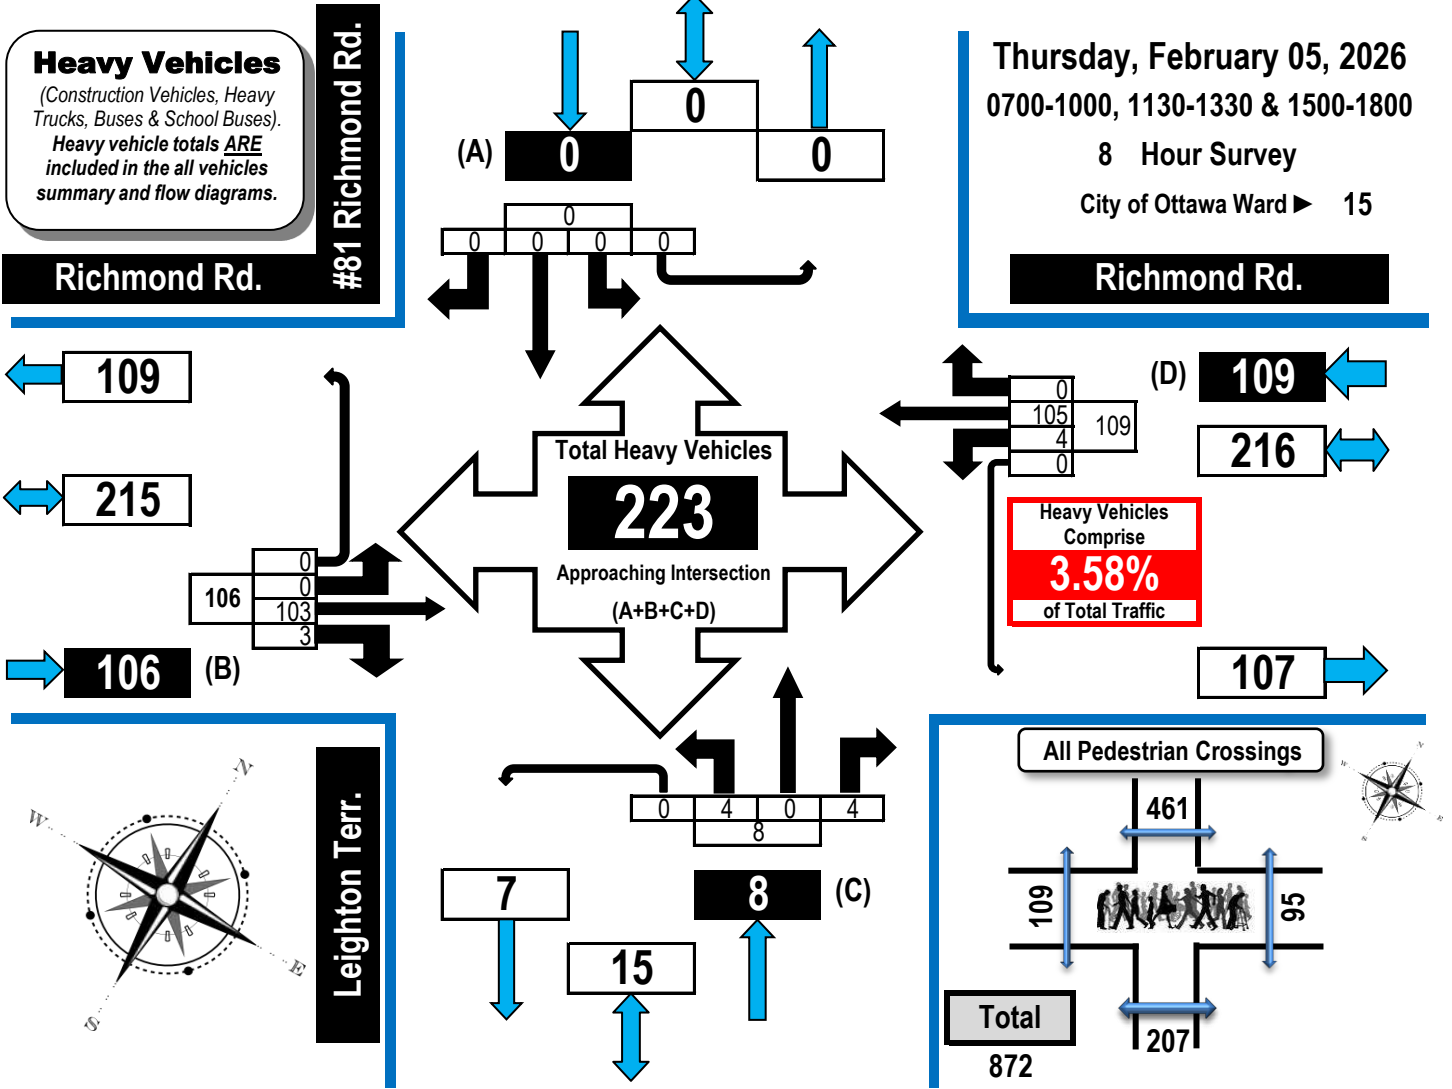 Heavy Vehicles
(Construction Vehicles, Heavy
Trucks, Buses & School Buses).
Heavy vehicle totals ARE
included in the all vehicles
summary and flow diagrams.
#81 Richmond Rd.
Richmond Rd.
Thursday, February 05, 2026
0700-1000, 1130-1330 & 1500-1800
8 Hour Survey
City of Ottawa Ward ► 15
Richmond Rd.
0
(A) 0
0
0
0 0 0 0
109
215
0
0
103
3
106
106 (B)
Total Heavy Vehicles
223
Approaching Intersection
(A+B+C+D)
0
105
4
0
109
(D) 109
216
Heavy Vehicles
Comprise
3.58%
of Total Traffic
107
0 4 0 4
8
7
8 (C)
15
Leighton Terr.
N
W
E
S
All Pedestrian Crossings
461
109
95
207
Total
872